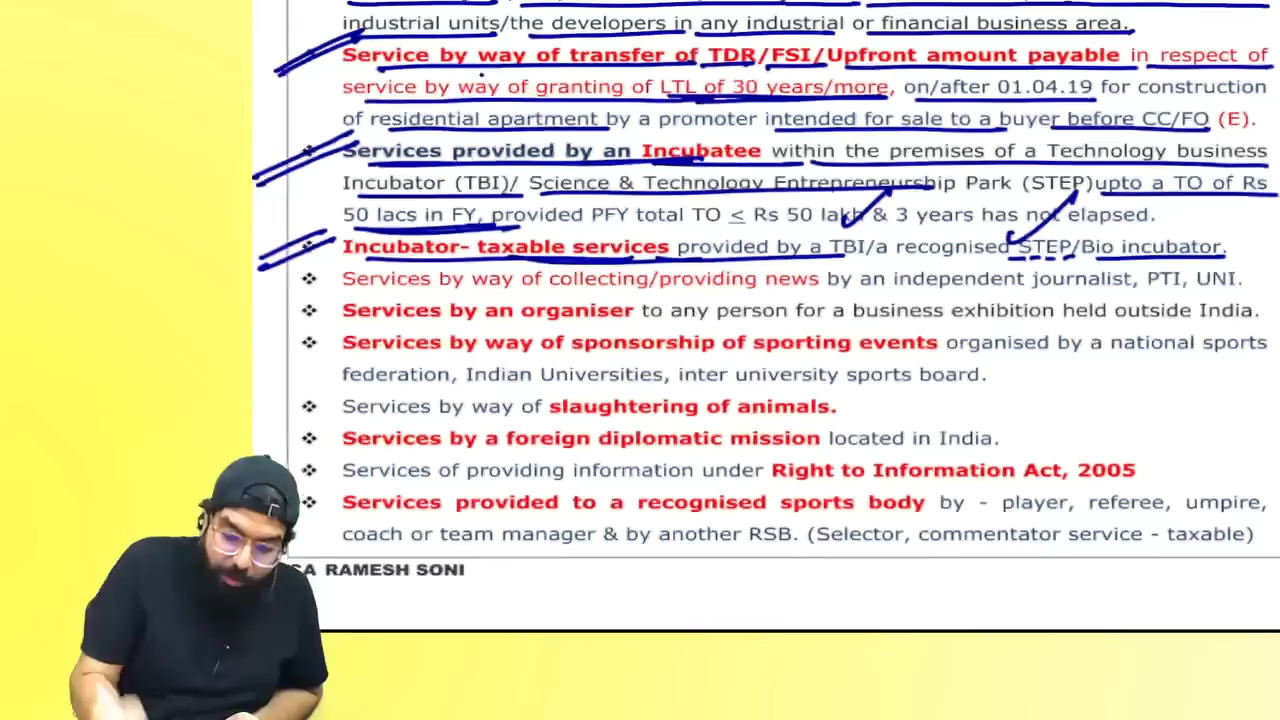 industrial units/the developers in any industrial or financial business area.
Service by way of transfer of TDR/FSI/Upfront amount payable in respect of
service by way of granting of LTL of 30 years/more, on/after 01.04.19 for construction
of residential apartment by a promoter intended for sale to a buyer before CC/FO (E).
❖ Services provided by an Incubatee within the premises of a Technology business
Incubator (TBI)/ Science & Technology Entrepreneurship Park (STEP)upto a TO of Rs
50 lacs in FY, provided PFY total TO ≤ Rs 50 lakh & 3 years has not elapsed.
❖ Incubator- taxable services provided by a TBI/a recognised STEP/Bio incubator.
❖ Services by way of collecting/providing news by an independent journalist, PTI, UNI.
❖ Services by an organiser to any person for a business exhibition held outside India.
❖ Services by way of sponsorship of sporting events organised by a national sports
federation, Indian Universities, inter university sports board.
❖ Services by way of slaughtering of animals.
❖ Services by a foreign diplomatic mission located in India.
❖ Services of providing information under Right to Information Act, 2005
❖ Services provided to a recognised sports body by - player, referee, umpire,
coach or team manager & by another RSB. (Selector, commentator service - taxable)
RAMESH SONI